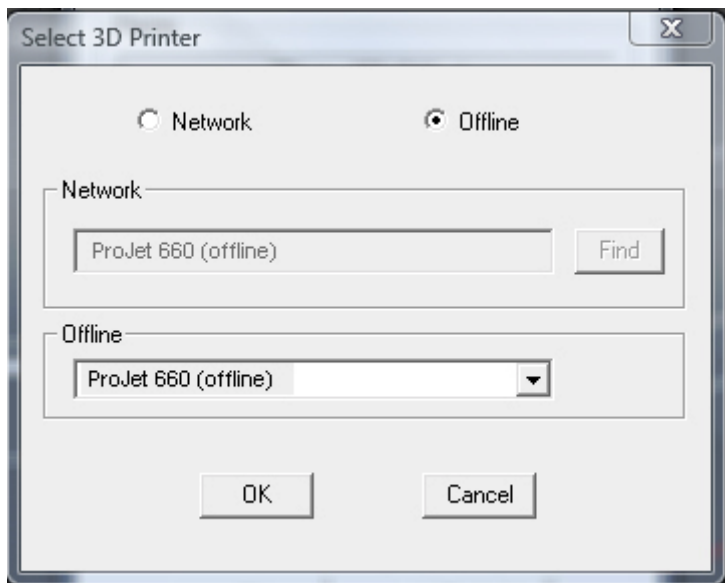 Select 3D Printer
Network Offline
Network
ProJet 660 (offline) Find
Offline
ProJet 660 (offline)
OK Cancel